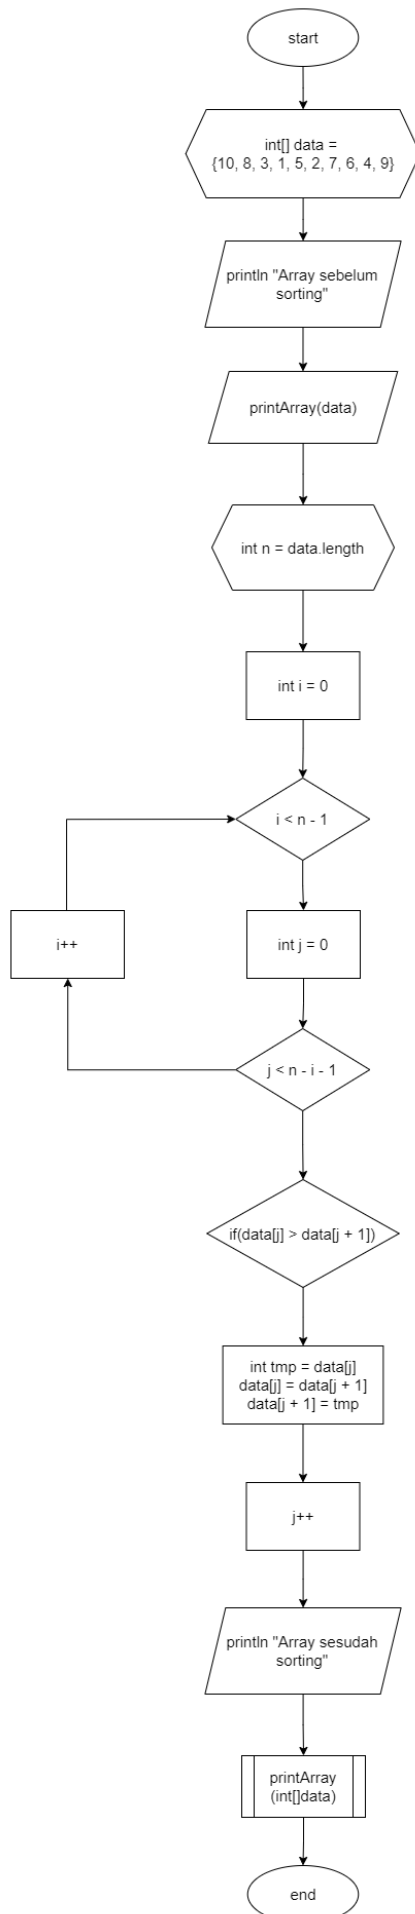 start
int[] data =
{10, 8, 3, 1, 5, 2, 7, 6, 4, 9}
println "Array sebelum
sorting"
printArray(data)
int n = data.length
int i = 0
i < n - 1
i++
int j = 0
j < n - i - 1
if(data[j] > data[j + 1])
int tmp = data[j]
data[j] = data[j + 1]
data[j + 1] = tmp
j++
println "Array sesudah
sorting"
printArray
(int[]data)
end